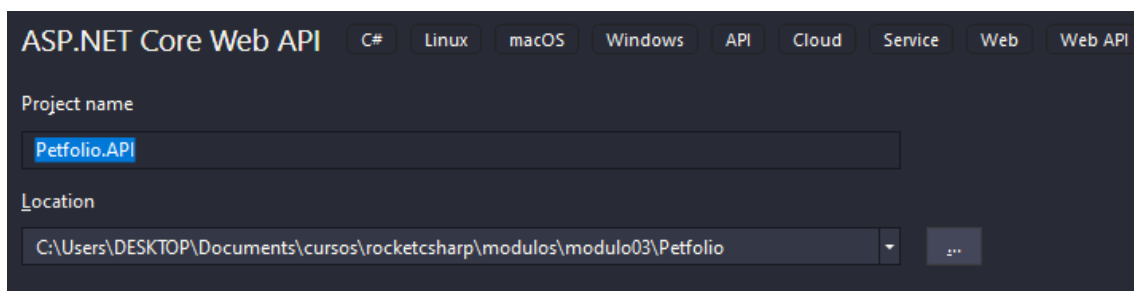 ASP.NET Core Web API C# Linux macOS Windows API Cloud Service Web Web API
Project name
Petfolio.API
Location
C:\Users\DESKTOP\Documents\cursos\rocketcsharp\modulos\modulo03\Petfolio ...